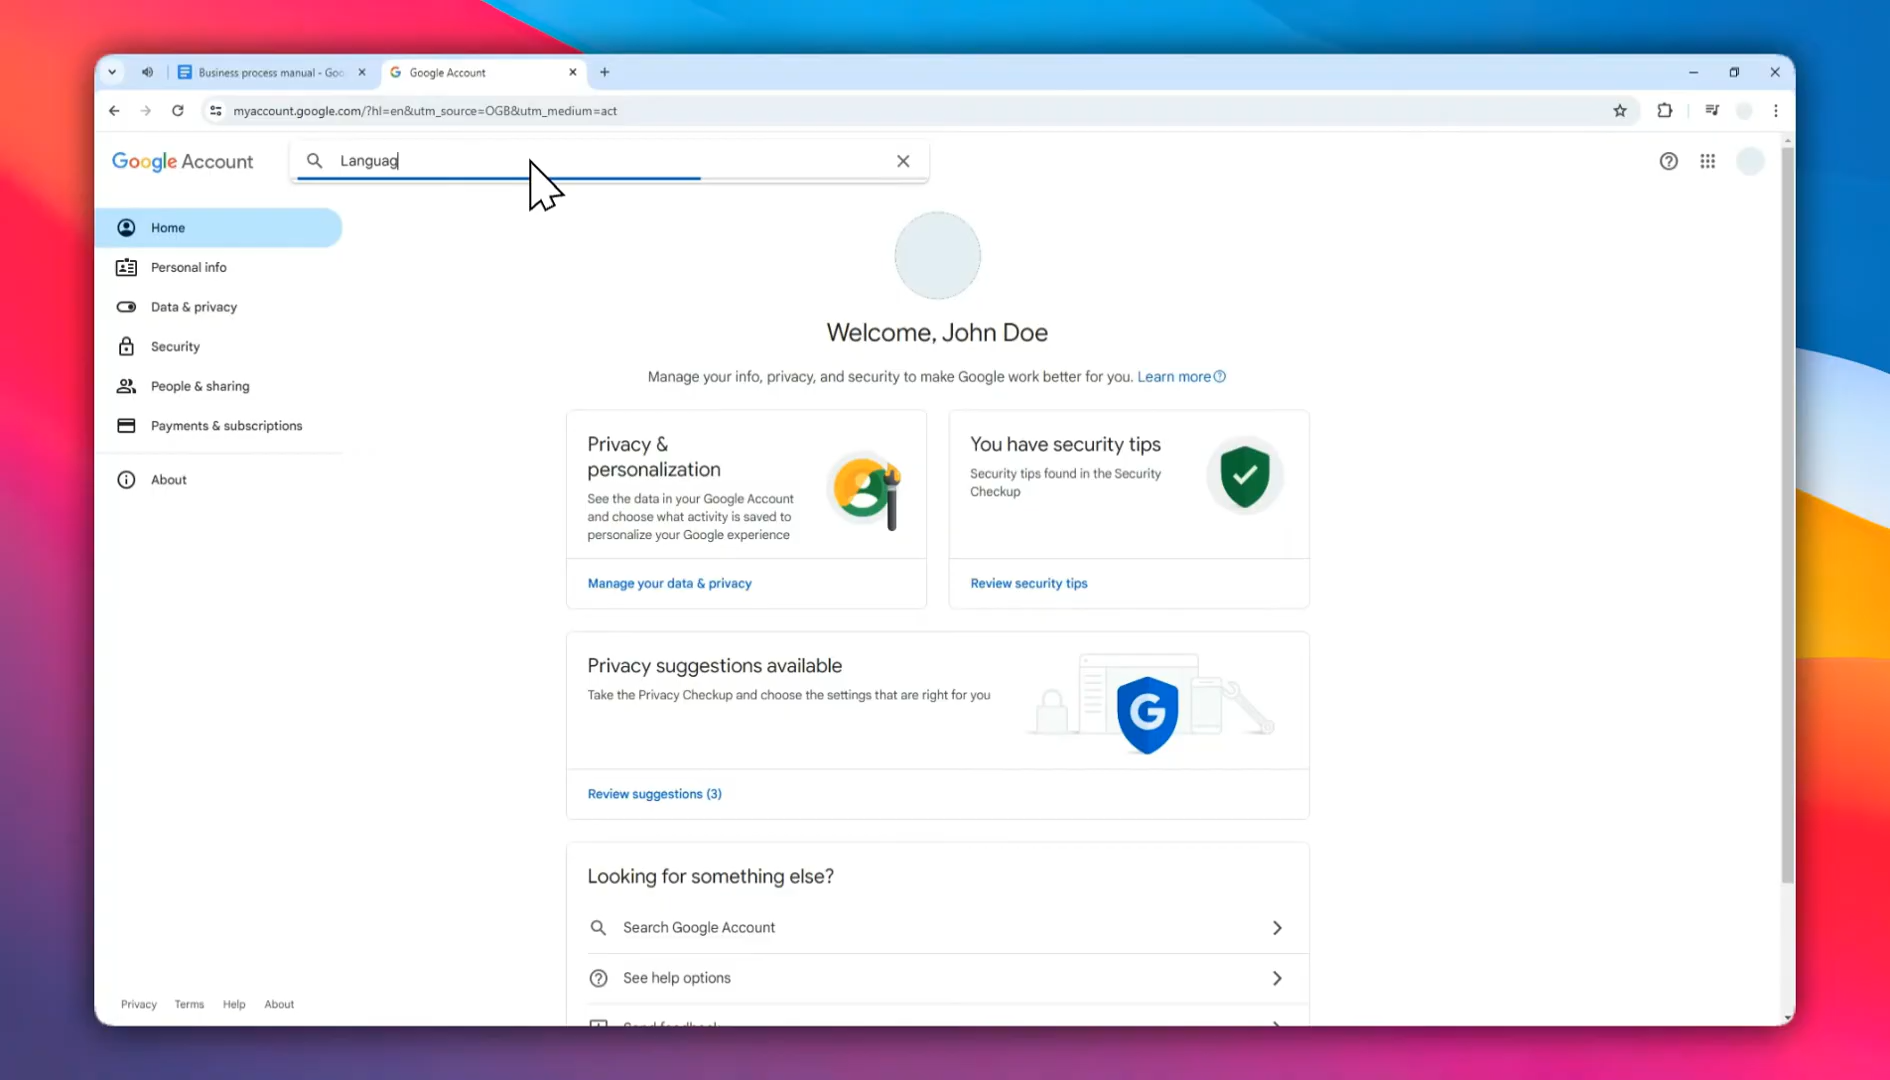 Business process manual - Goo
Google Account
myaccount.google.com/?hl=en&utm_source=OGB&utm_medium=act
Google Account
Languag
Home
Personal info
Data & privacy
Security
People & sharing
Payments & subscriptions
About
Welcome, John Doe
Manage your info, privacy, and security to make Google work better for you. Learn more
Privacy &
personalization
See the data in your Google Account
and choose what activity is saved to
personalize your Google experience
Manage your data & privacy
You have security tips
Security tips found in the Security
Checkup
Review security tips
Privacy suggestions available
Take the Privacy Checkup and choose the settings that are right for you
G
Review suggestions (3)
Looking for something else?
Search Google Account
See help options
Send feedback
Privacy Terms Help About